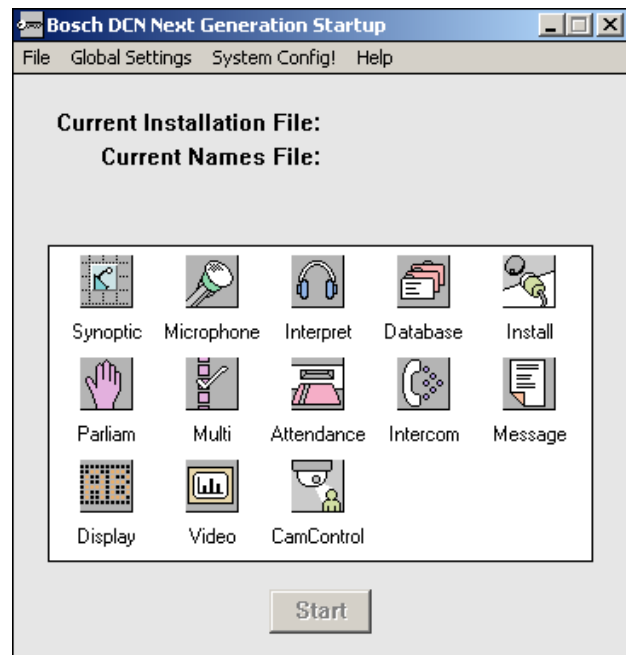 Bosch DCN Next Generation Startup
File Global Settings System Config! Help
Current Installation File:
Current Names File:
Synoptic Microphone Interpret Database Install
Parliam Multi Attendance Intercom Message
Display Video CamControl
Start